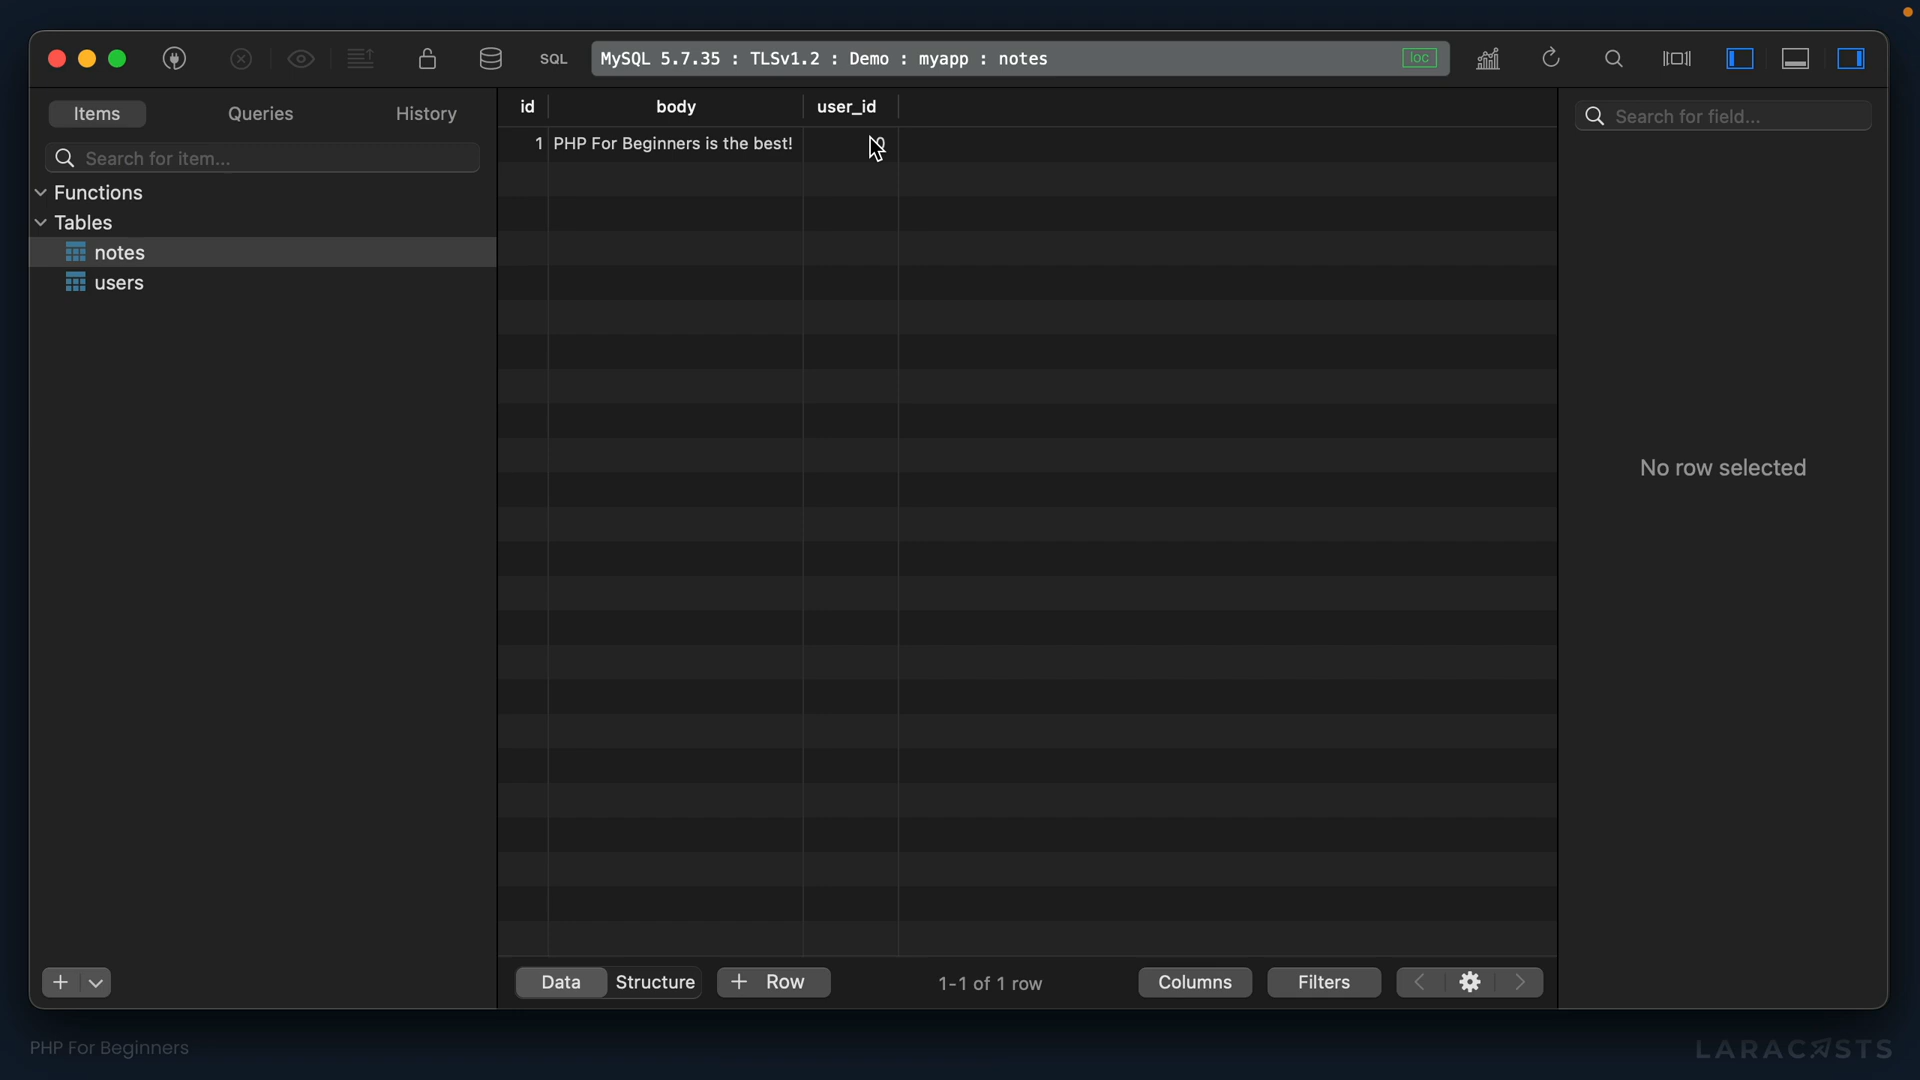 SQL
MySQL 5.7.35 : TLSv1.2 : Demo : myapp : notes
loc
Items
Queries
History
Search for item...
Functions
Tables
notes
users
id
body
user_id
1
PHP For Beginners is the best!
0
Search for field...
No row selected
Data
Structure
+ Row
1-1 of 1 row
Columns
Filters
PHP For Beginners
LARACASTS